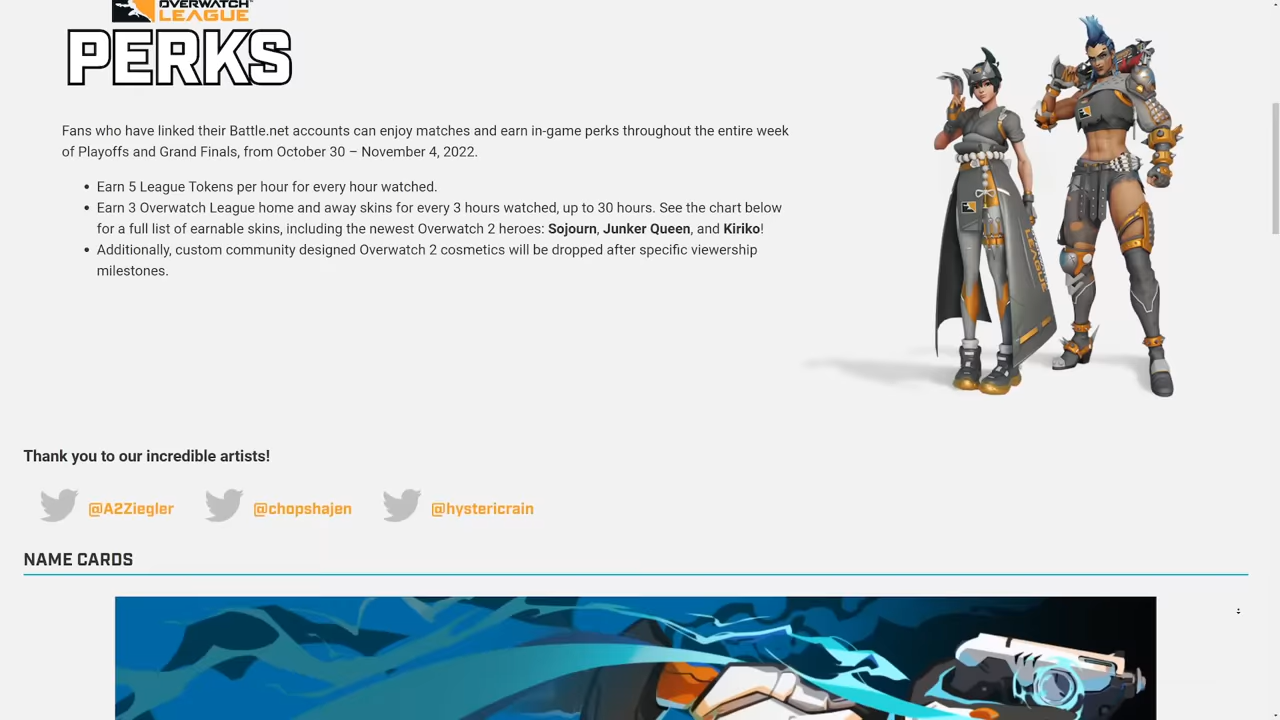 OVERWATCH
LEAGUE
PERKS
Fans who have linked their Battle.net accounts can enjoy matches and earn in-game perks throughout the entire week
of Playoffs and Grand Finals, from October 30 – November 4, 2022.
• Earn 5 League Tokens per hour for every hour watched.
• Earn 3 Overwatch League home and away skins for every 3 hours watched, up to 30 hours. See the chart below
for a full list of earnable skins, including the newest Overwatch 2 heroes: Sojourn, Junker Queen, and Kiriko!
• Additionally, custom community designed Overwatch 2 cosmetics will be dropped after specific viewership
milestones.
Thank you to our incredible artists!
@A2Ziegler @chopshajen @hystericrain
NAME CARDS